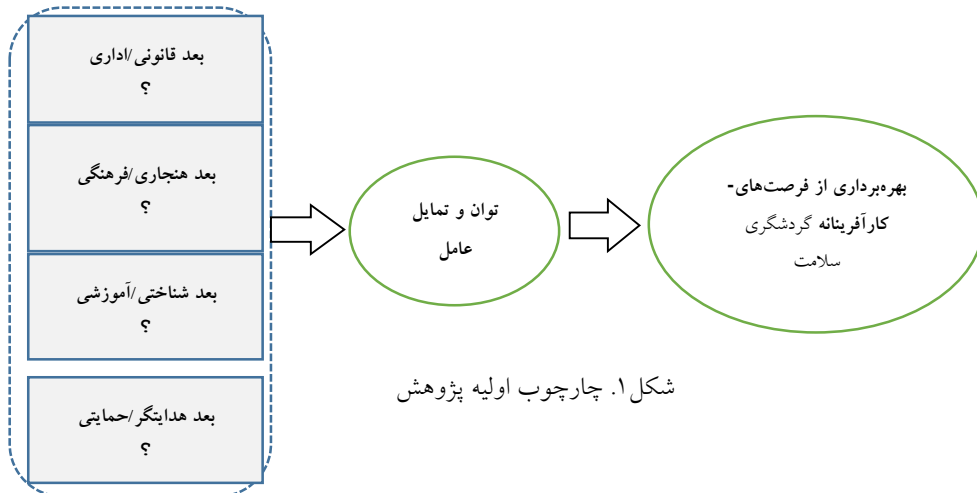 بعد قانونی/اداری
؟
بعد هنجاری/فرهنگی
؟
بعد شناختی/آموزشی
؟
بعد هدایتگر/حمایتی
؟
توان و تمایل
عامل
بهره‌برداری از فرصت‌های-
کارآفرینانه گردشگری
سلامت
شکل۱. چارچوب اولیه پژوهش